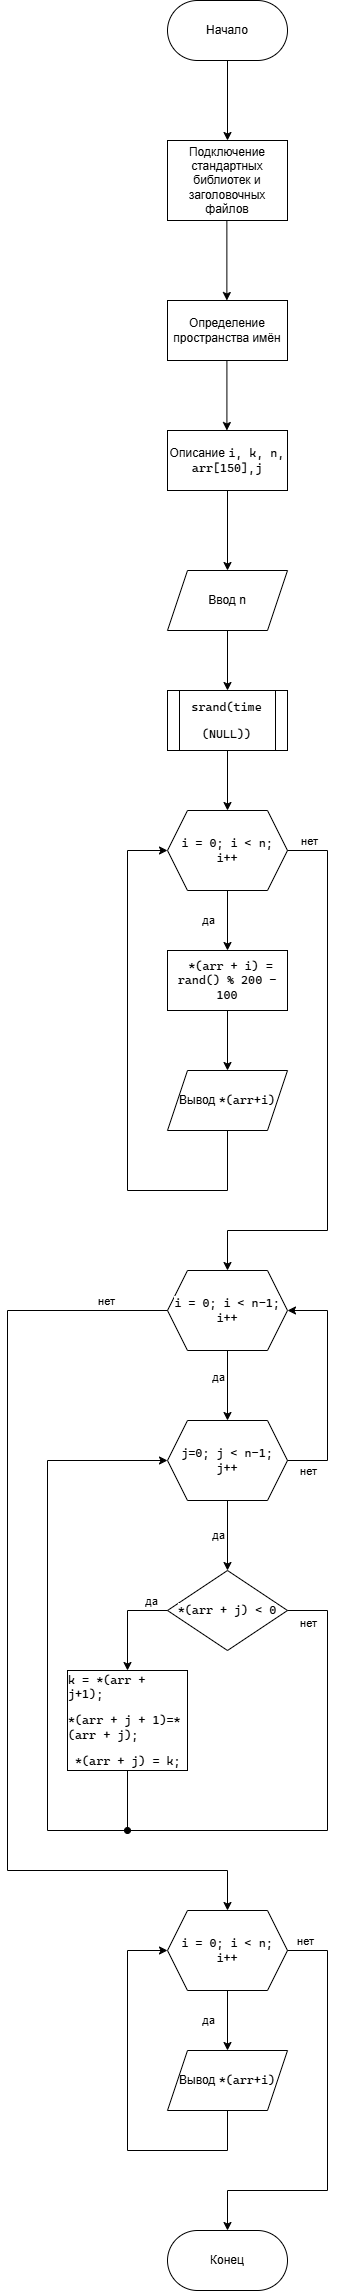 Начало
Подключение
стандартных
библиотек и
заголовочных
файлов
Определение
пространства имён
Описание i, k, n,
arr[150],j
Ввод n
srand(time
(NULL))
i = 0; i < n;
i++
нет
да
*(arr + i) =
rand() % 200 −
100
Вывод *(arr+i)
нет
i = 0; i < n−1;
i++
да
j=0; j < n−1;
j++
нет
да
да
*(arr + j) < 0
нет
k = *(arr +
j+1);
*(arr + j + 1)=*
(arr + j);
*(arr + j) = k;
i = 0; i < n;
i++
нет
да
Вывод *(arr+i)
Конец